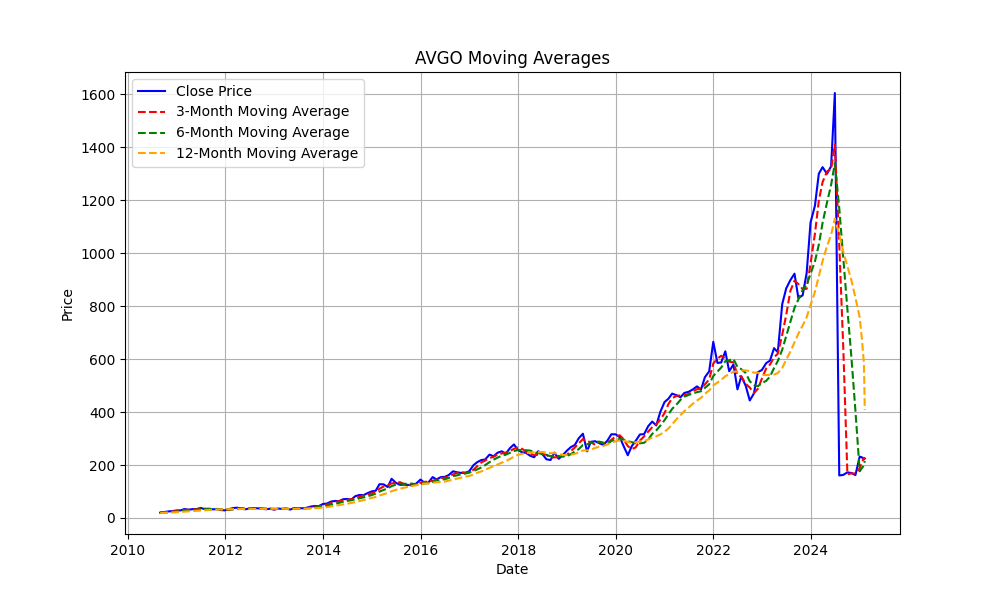 AVGO Moving Averages
Close Price
3-Month Moving Average
6-Month Moving Average
12-Month Moving Average
1600
1400
1200
1000
800
600
400
200
0
Price
2010 2012 2014 2016 2018 2020 2022 2024
Date